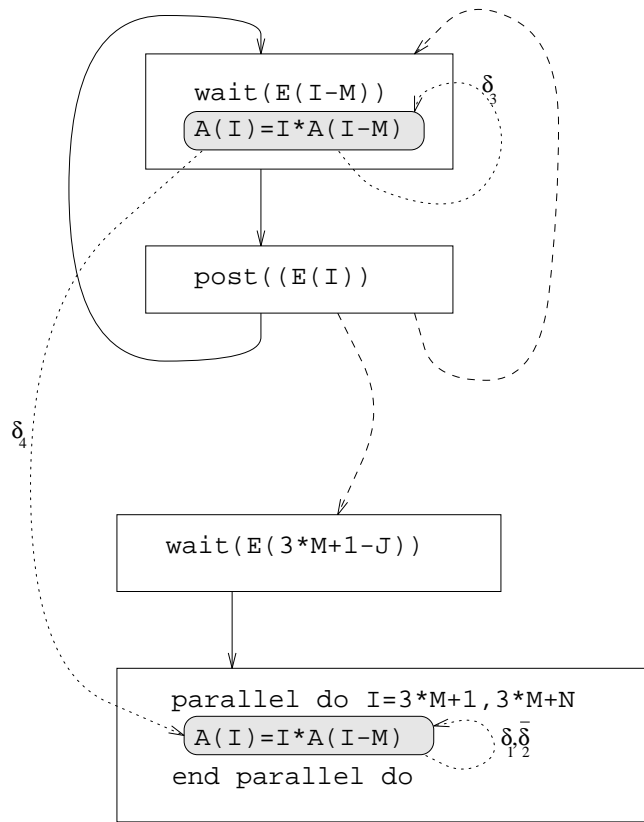 wait(E(I-M))
A(I)=I*A(I-M)
δ3
post((E(I))
δ4
wait(E(3*M+1-J))
parallel do I=3*M+1,3*M+N
A(I)=I*A(I-M)
δ1,δ̄2
end parallel do